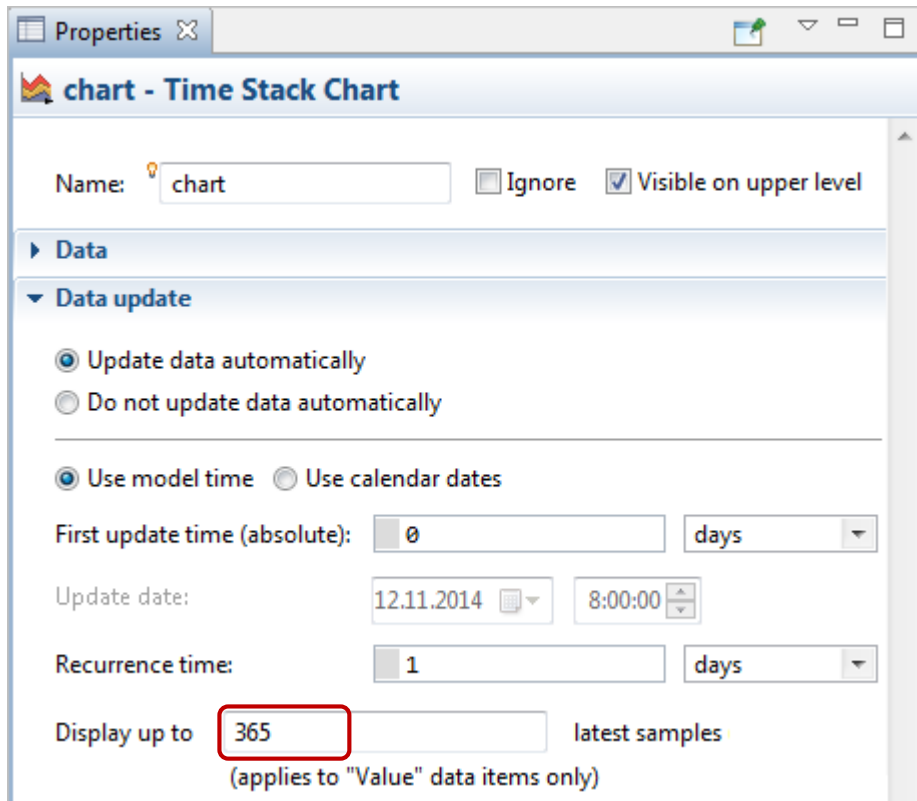 Properties
chart - Time Stack Chart
Name: chart Ignore Visible on upper level
Data
Data update
Update data automatically
Do not update data automatically
Use model time Use calendar dates
First update time (absolute): 0 days
Update date: 12.11.2014 8:00:00
Recurrence time: 1 days
Display up to 365 latest samples
(applies to "Value" data items only)